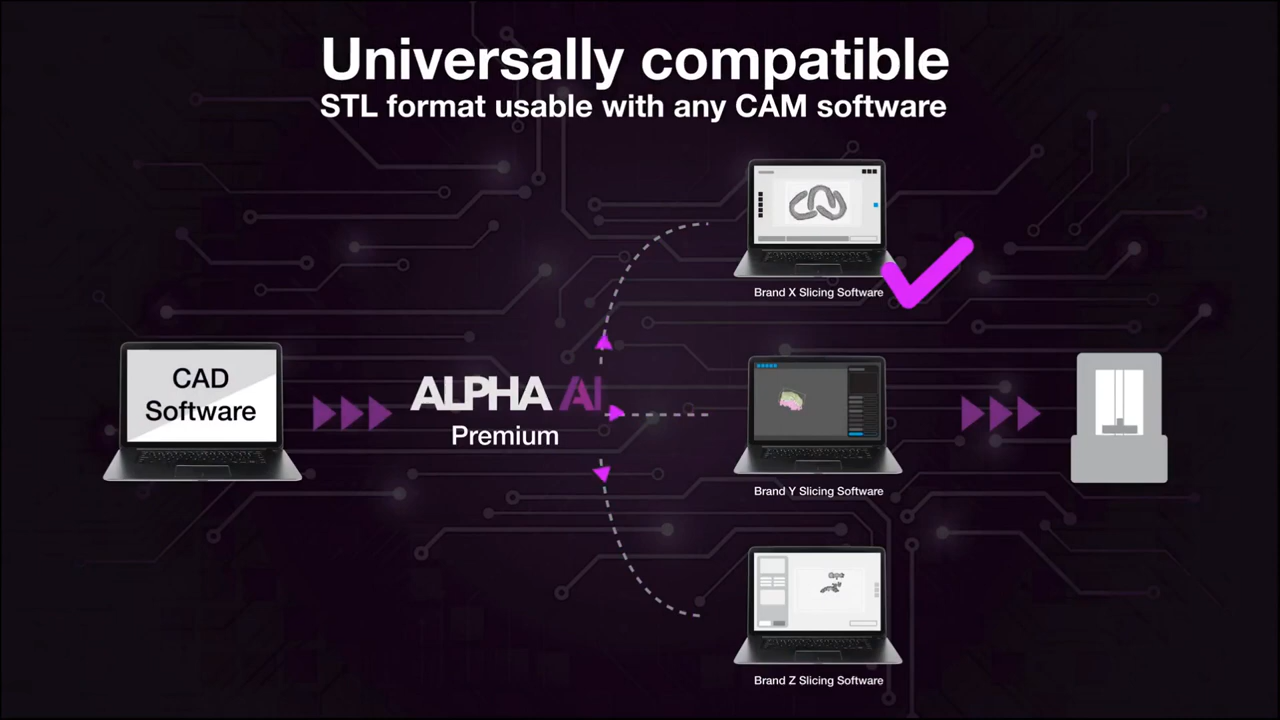 Universally compatible
STL format usable with any CAM software
Brand X Slicing Software
CAD
Software
ALPHA AI
Premium
Brand Y Slicing Software
Brand Z Slicing Software